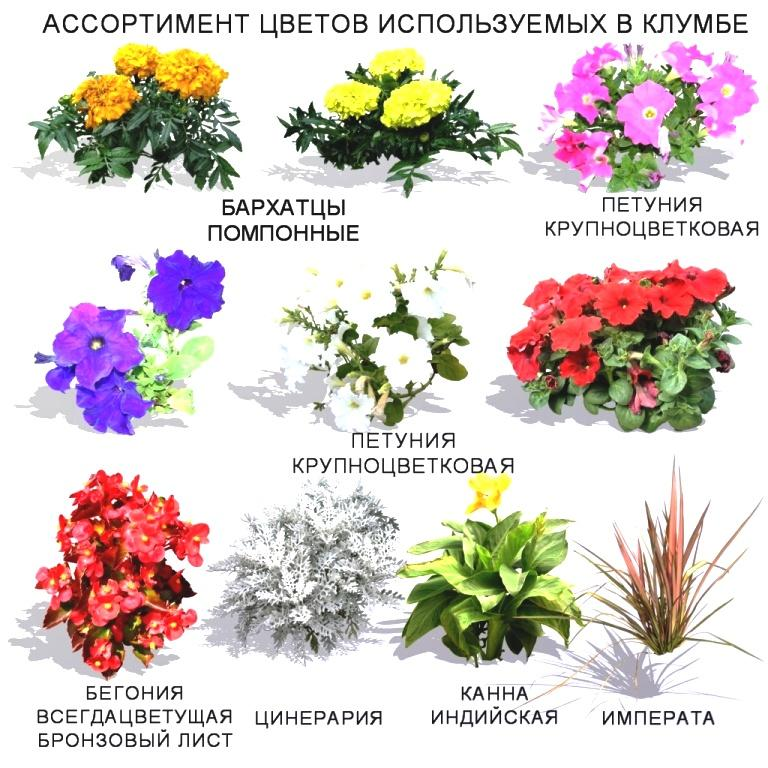 АССОРТИМЕНТ ЦВЕТОВ ИСПОЛЬЗУЕМЫХ В КЛУМБЕ
БАРХАТЦЫ
ПОМПОННЫЕ
ПЕТУНИЯ
КРУПНОЦВЕТКОВАЯ
ПЕТУНИЯ
КРУПНОЦВЕТКОВАЯ
БЕГОНИЯ
ВСЕГДАЦВЕТУЩАЯ
БРОНЗОВЫЙ ЛИСТ
ЦИНЕРАРИЯ
КАННА
ИНДИЙСКАЯ
ИМПЕРАТА